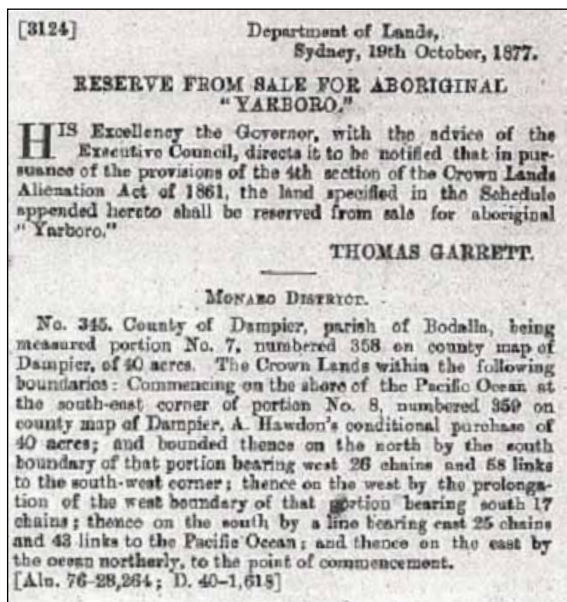 [3124] Department of Lands,
Sydney, 19th October, 1877.
RESERVE FROM SALE FOR ABORIGINAL
"YARBORO."
HIS Excellency the Governor, with the advice of the
Executive Council, directs it to be notified that in pur-
suance of the provisions of the 4th section of the Crown Lands
Alienation Act of 1861, the land specified in the Schedule
appended hereto shall be reserved from sale for aboriginal
"Yarboro."
THOMAS GARRETT.
MONARO DISTRICT.
No. 345. County of Dampier, parish of Bodalla, being
measured portion No. 7, numbered 358 on county map of
Dampier, of 40 acres. The Crown Lands within the following
boundaries: Commencing on the shore of the Pacific Ocean at
the south-east corner of portion No. 8, numbered 359 on
county map of Dampier, A. Hawdon's conditional purchase of
40 acres; and bounded thence on the north by the south
boundary of that portion bearing west 26 chains and 58 links
to the south-west corner; thence on the west by the prolonga-
tion of the west boundary of that portion bearing south 17
chains; thence on the south by a line bearing east 25 chains
and 43 links to the Pacific Ocean; and thence on the east by
the ocean northerly, to the point of commencement.
[Aln. 76-28,264; D. 40-1,618]